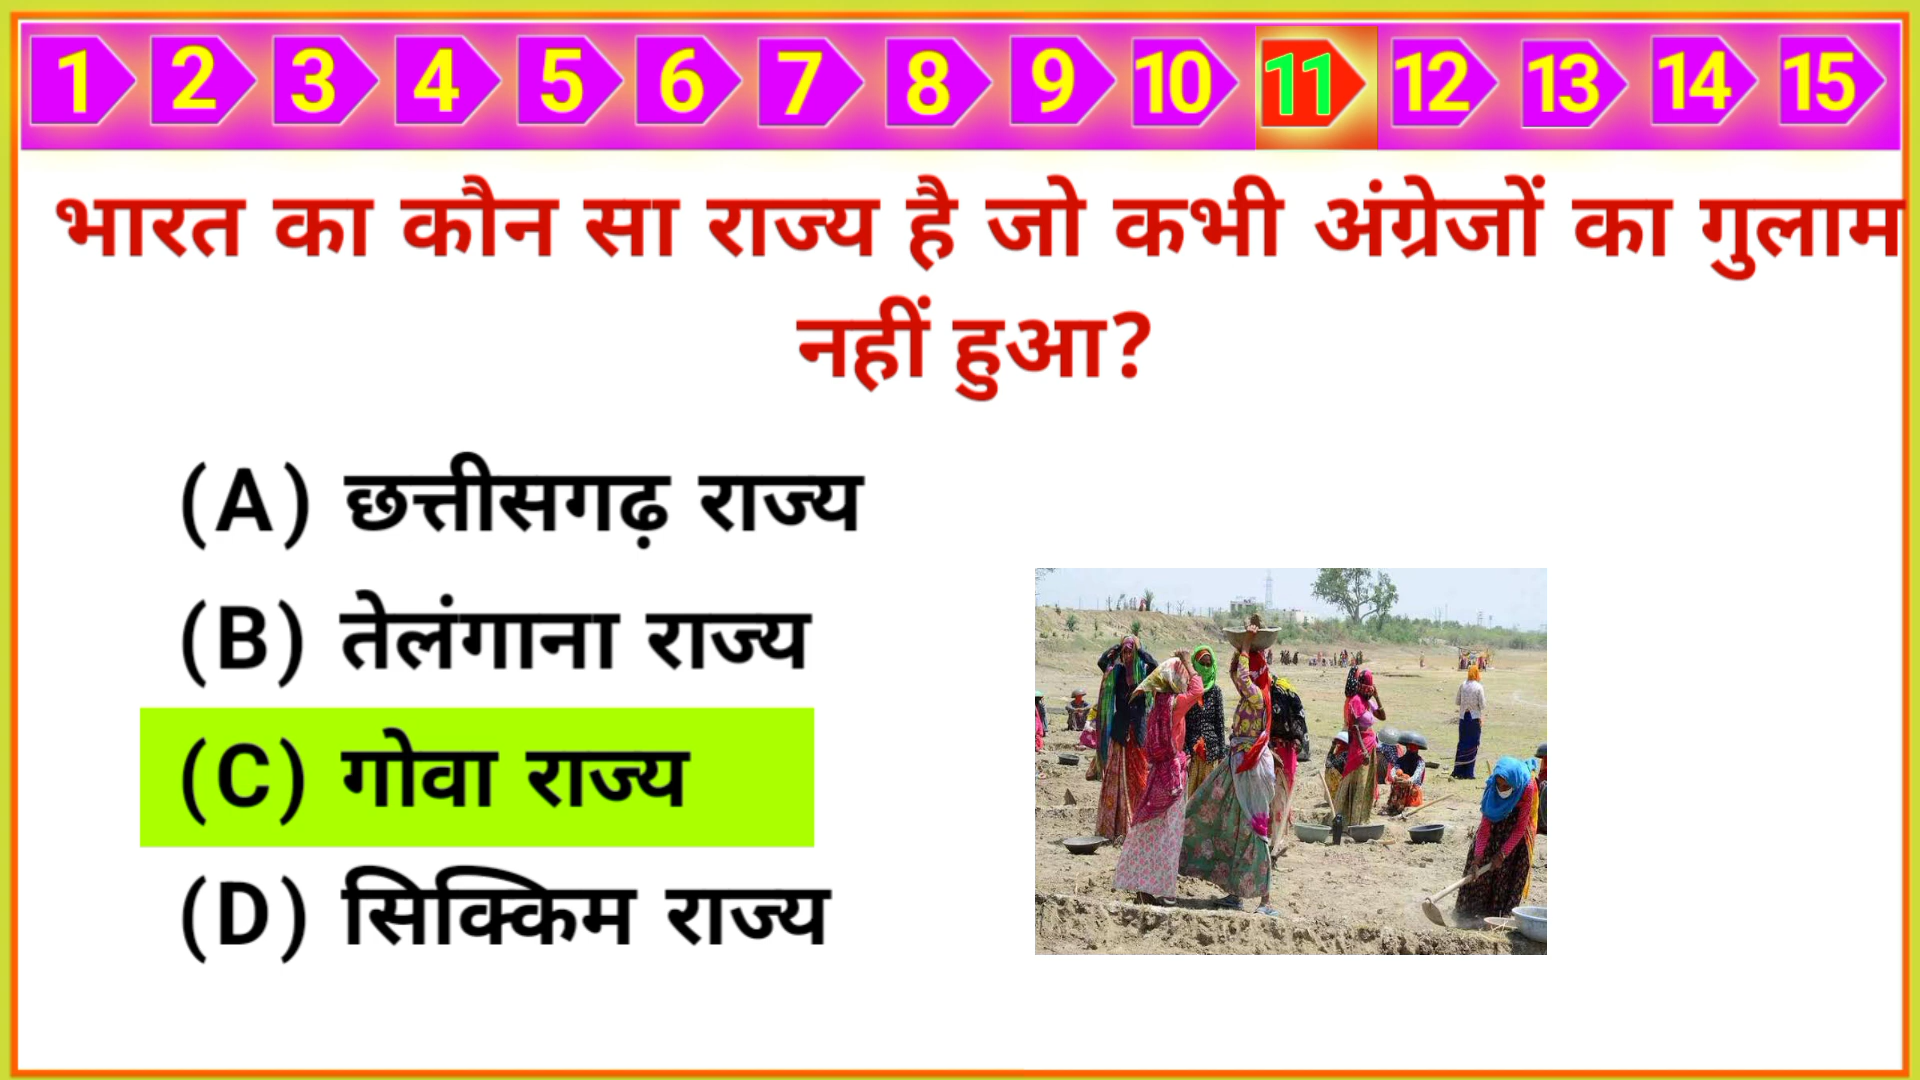 1 2 3 4 5 6 7 8 9 10 11 12 13 14 15
भारत का कौन सा राज्य है जो कभी अंग्रेजों का गुलाम
नहीं हुआ?
(A) छत्तीसगढ़ राज्य
(B) तेलंगाना राज्य
(C) गोवा राज्य
(D) सिक्किम राज्य